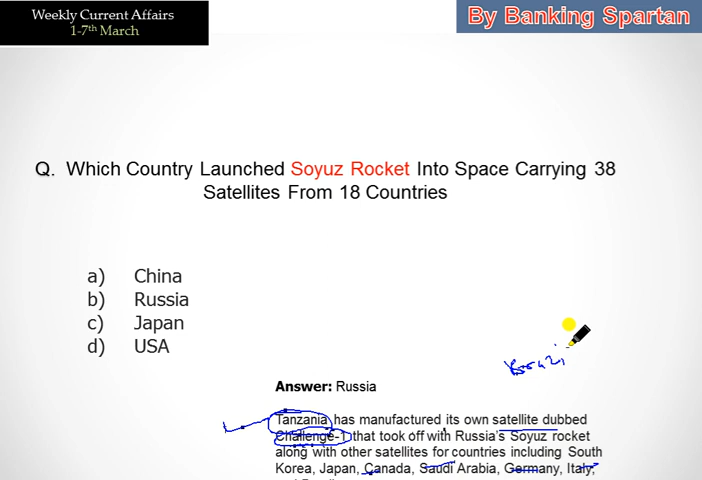 Weekly Current Affairs
1-7th March
By Banking Spartan
Q. Which Country Launched Soyuz Rocket Into Space Carrying 38
Satellites From 18 Countries
a) China
b) Russia
c) Japan
d) USA
Answer: Russia
Tanzania has manufactured its own satellite dubbed
Challenge-1 that took off with Russia's Soyuz rocket
along with other satellites for countries including South
Korea, Japan, Canada, Saudi Arabia, Germany, Italy,